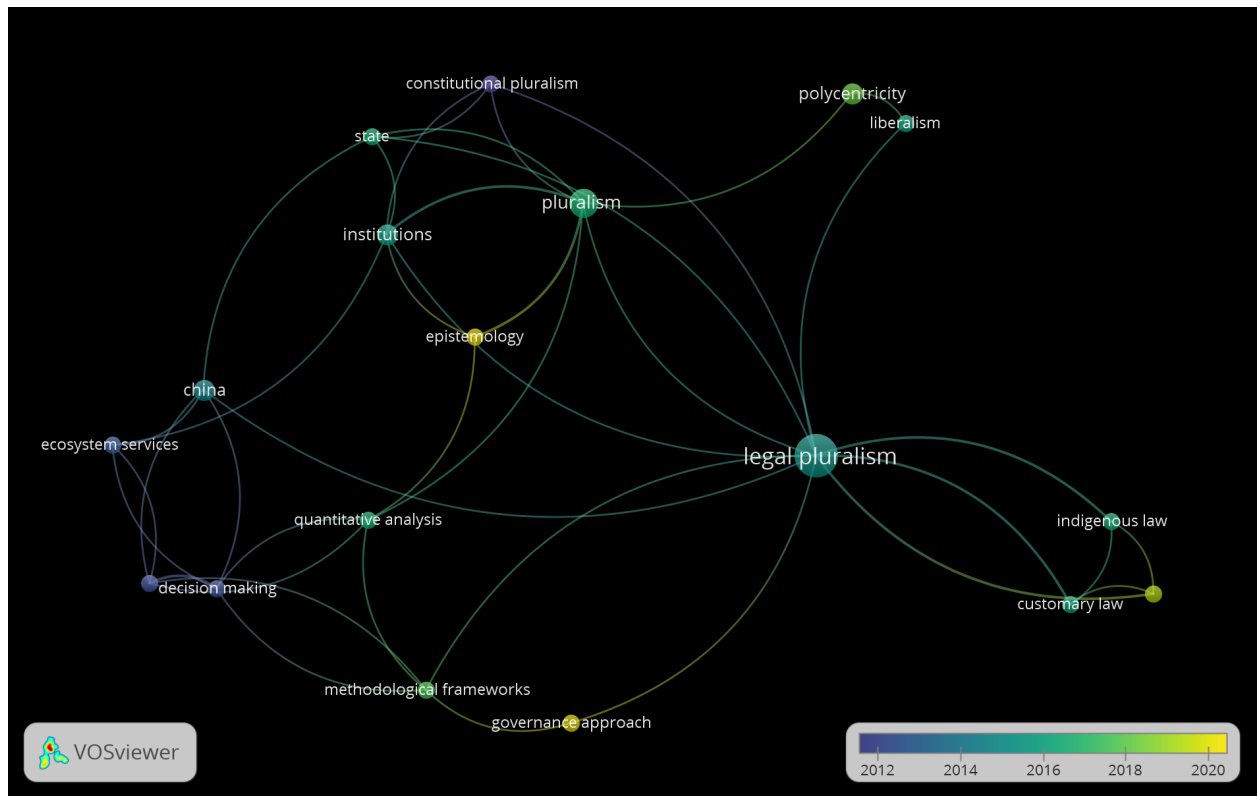 constitutional pluralism
polycentricity
liberalism
state
pluralism
institutions
epistemology
china
ecosystem services
legal pluralism
quantitative analysis
indigenous law
decision making
customary law
methodological frameworks
governance approach
VOSviewer
2012 2014 2016 2018 2020